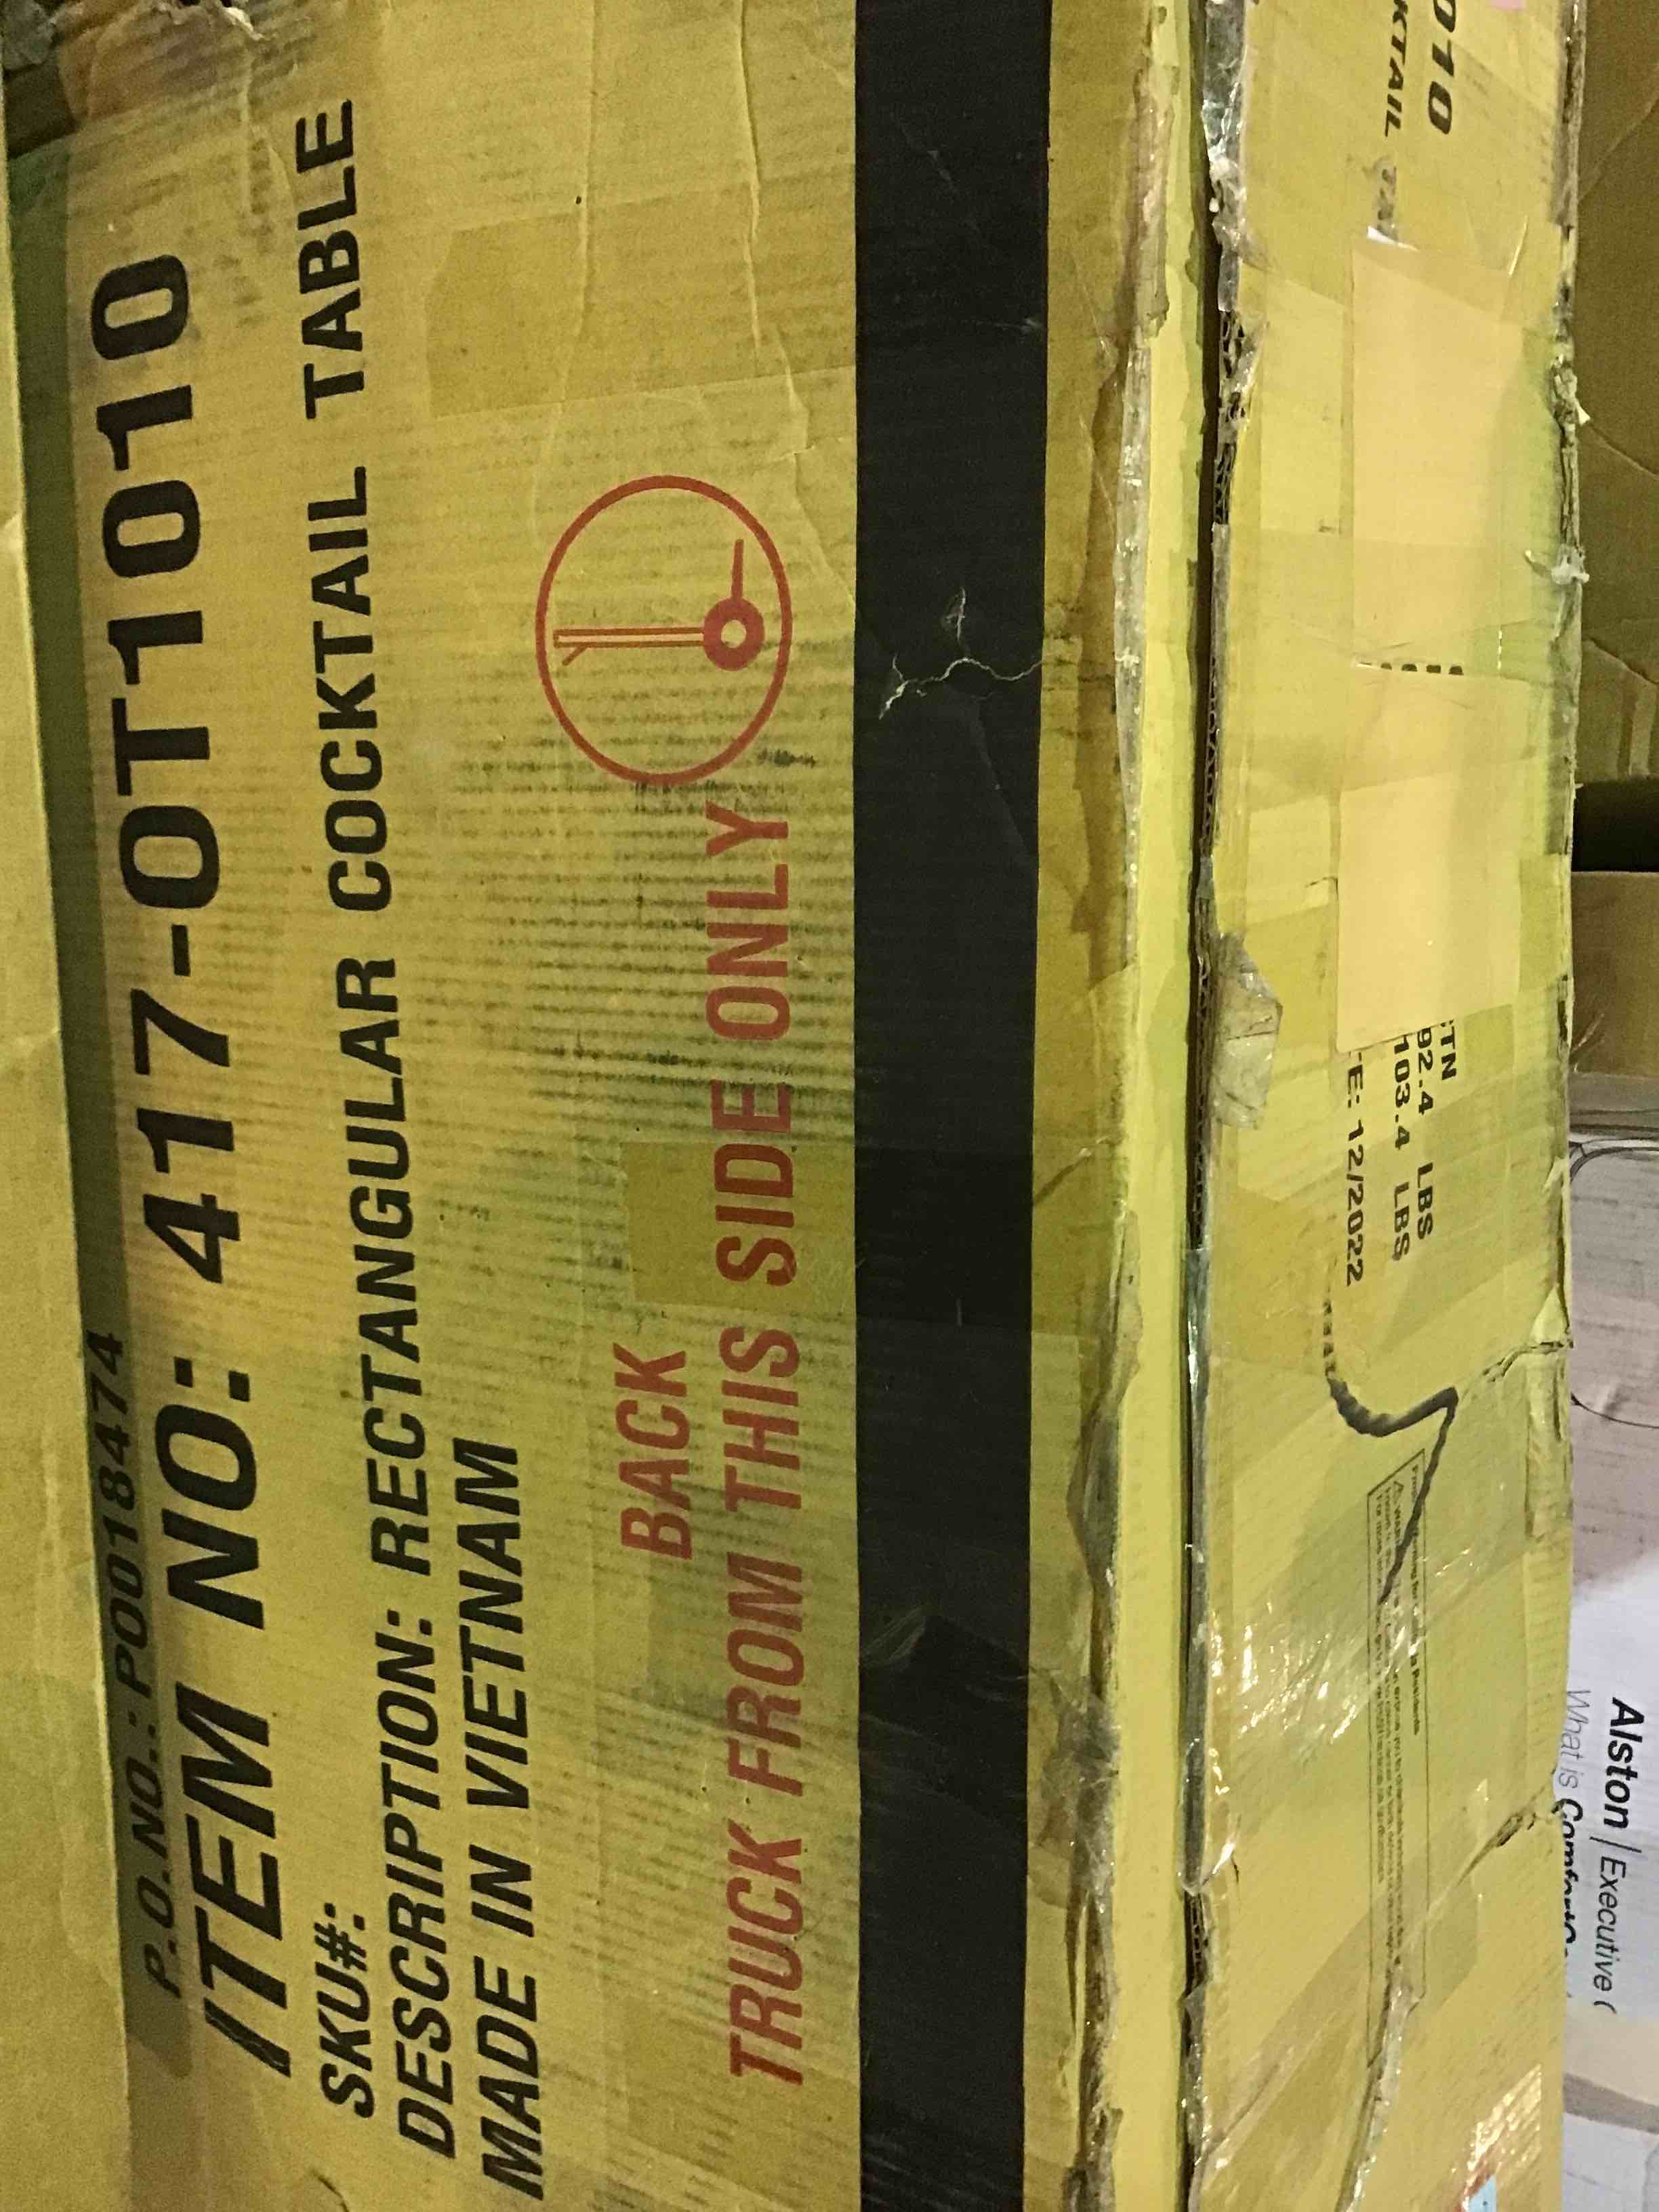 P.O.NO.: PO018474
ITEM NO: 417-OT1010
SKU#:
DESCRIPTION: RECTANGULAR COCKTAIL TABLE
MADE IN VIETNAM
BACK
TRUCK FROM THIS SIDE ONLY
010
KTAIL
TN
92.4 LBS
103.4 LBS
E: 12/2022
Alston | Executive
What is